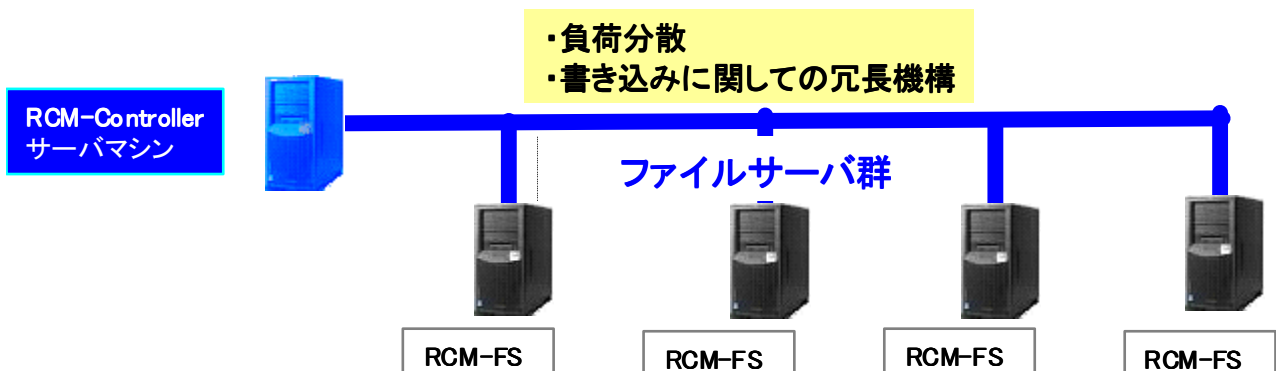 ・負荷分散
・書き込みに関しての冗長機構
RCM-Controller
サーバマシン
ファイルサーバ群
RCM-FS
RCM-FS
RCM-FS
RCM-FS